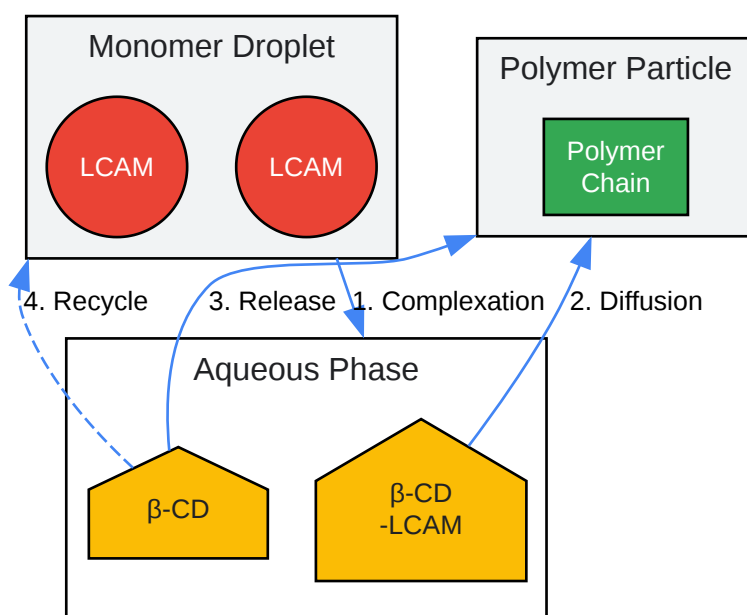 Monomer Droplet
Polymer Particle
LCAM
LCAM
Polymer
Chain
4. Recycle
3. Release
1. Complexation
2. Diffusion
Aqueous Phase
β-CD
β-CD
-LCAM